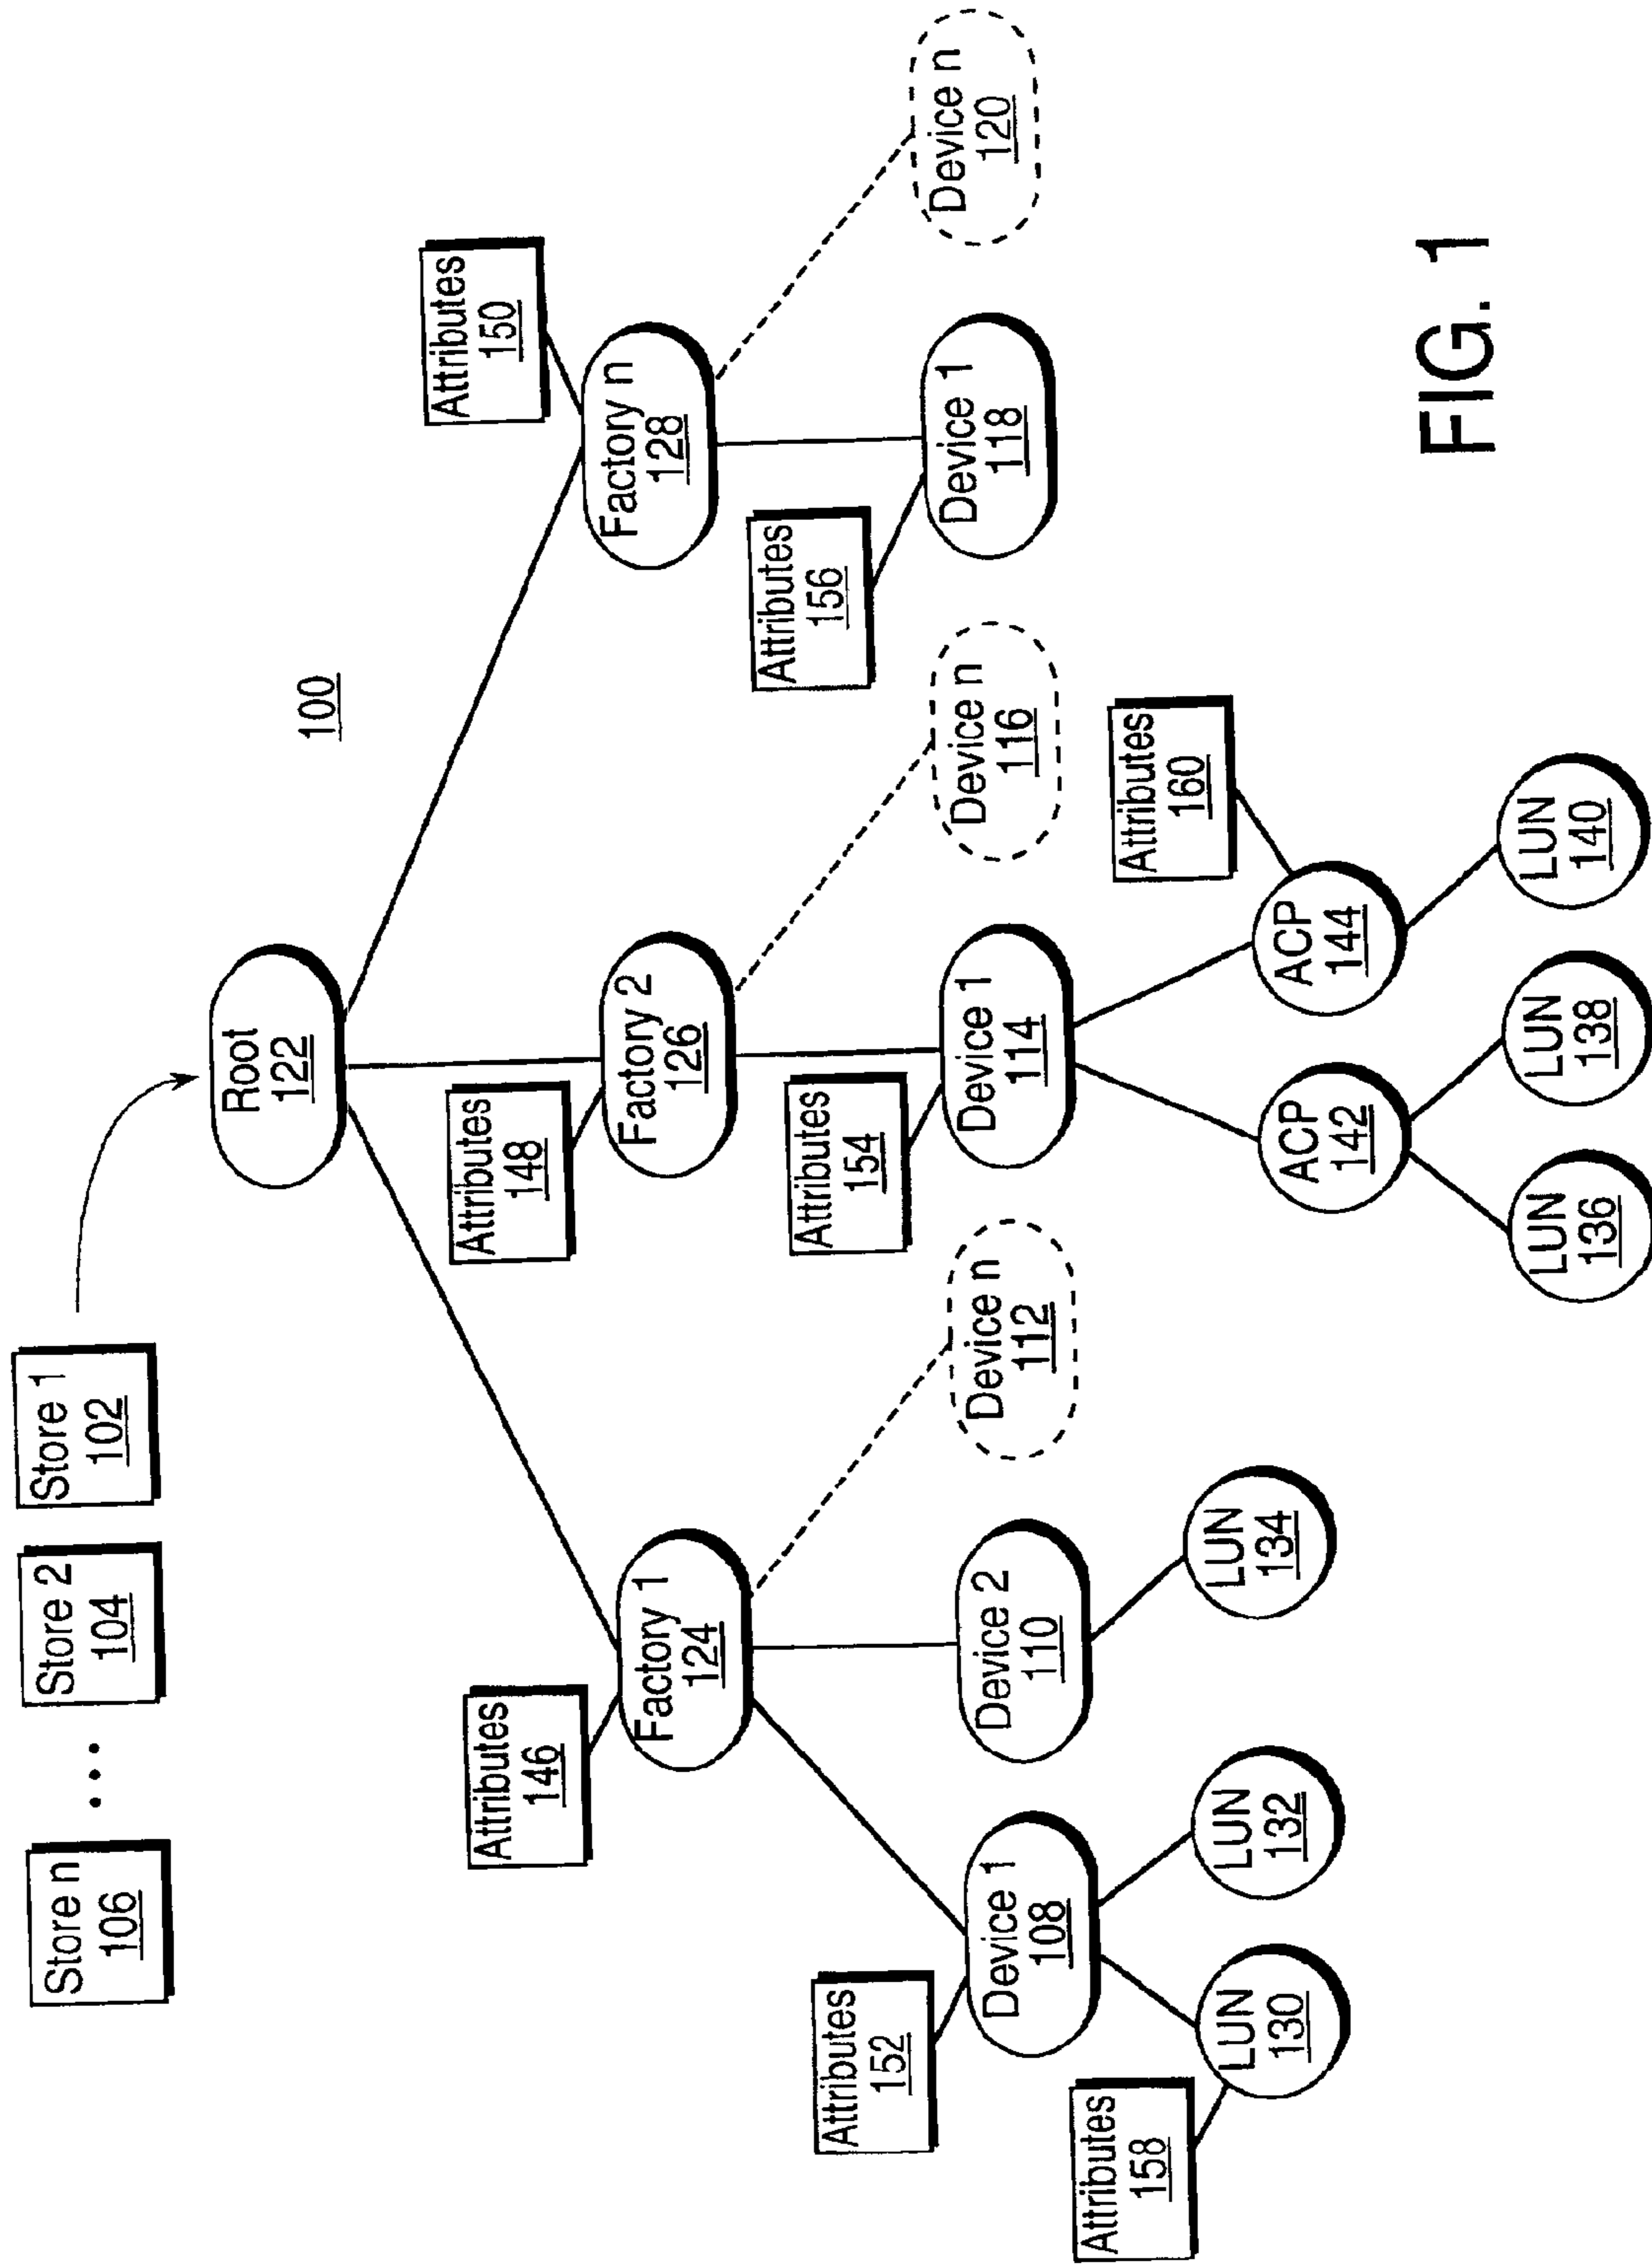 Store n
106
Store 2
104
Store 1
102
Root
122
100
Attributes
146
Attributes
148
Attributes
150
Factory 1
124
Factory 2
126
Factory n
128
Attributes
152
Attributes
154
Attributes
156
Device 1
108
Device 2
110
Device n
112
Device 1
114
Device n
116
Device 1
118
Device n
120
Attributes
158
LUN
130
LUN
132
LUN
134
ACP
142
ACP
144
Attributes
160
LUN
136
LUN
138
LUN
140
FIG. 1